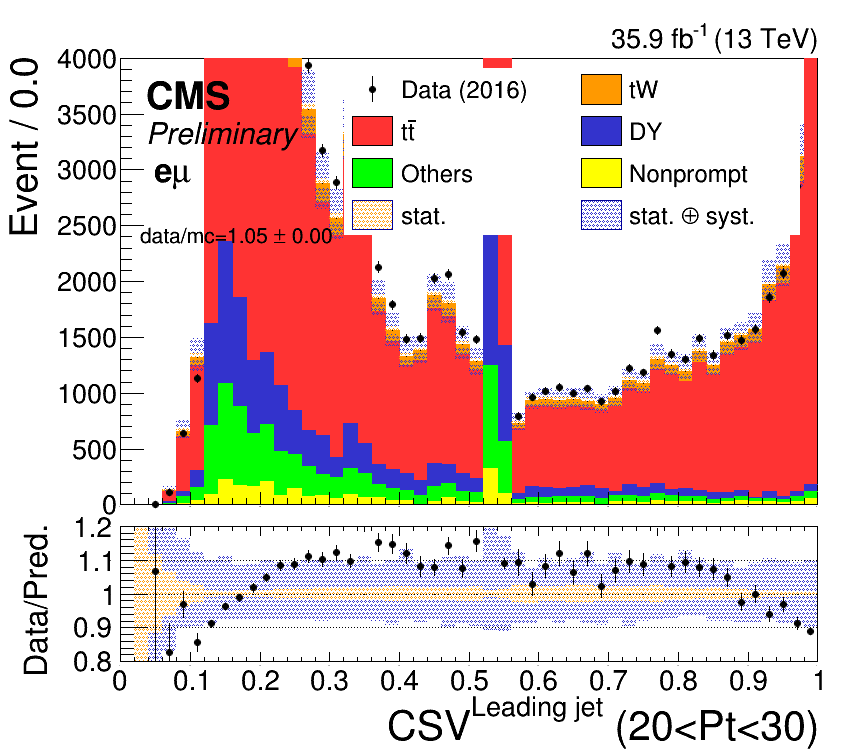 35.9 fb⁻¹ (13 TeV)
Event / 0.0
4000
3500
3000
2500
2000
1500
1000
500
0
CMS
Preliminary
eμ
data/mc=1.05 ± 0.00
Data (2016)
tW
tt̄
DY
Others
Nonprompt
stat.
stat. ⊕ syst.
Data/Pred.
1.2
1.1
1
0.9
0.8
0 0.1 0.2 0.3 0.4 0.5 0.6 0.7 0.8 0.9 1
CSV^Leading jet (20<Pt<30)